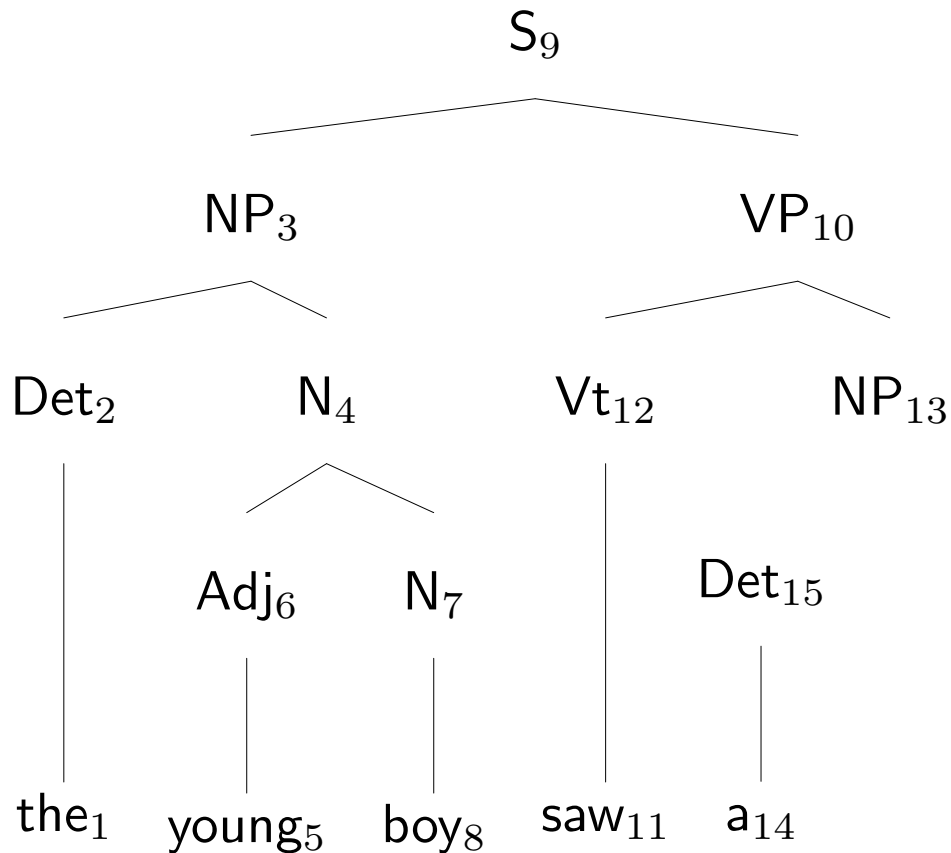 S₉
NP₃ VP₁₀
Det₂ N₄ Vt₁₂ NP₁₃
Adj₆ N₇ Det₁₅
the₁ young₅ boy₈ saw₁₁ a₁₄